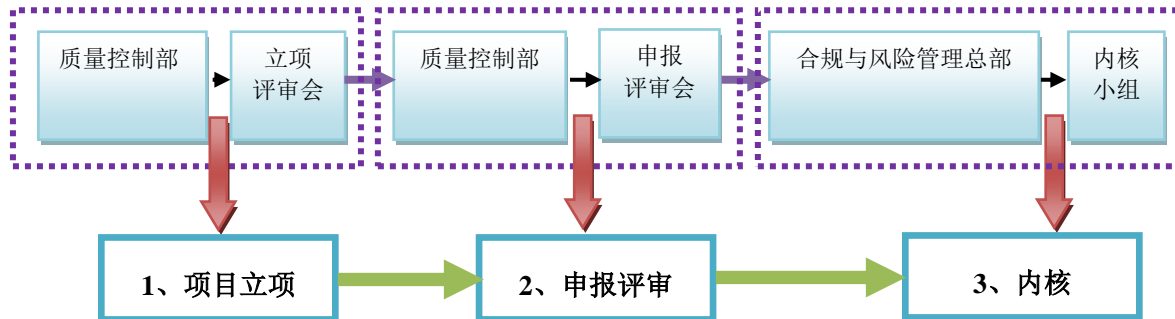 质量控制部
立项
评审会
质量控制部
申报
评审会
合规与风险管理总部
内核
小组
1、项目立项
2、申报评审
3、内核